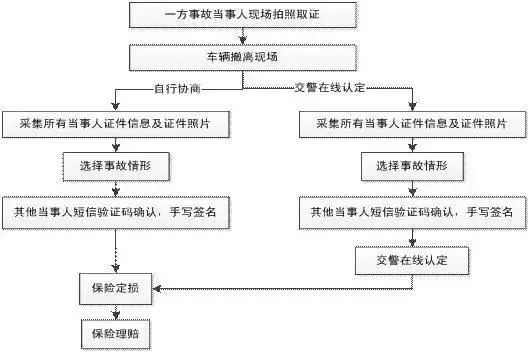 一方事故当事人现场拍照取证
车辆撤离现场
自行协商
交警在线认定
采集所有当事人证件信息及证件照片
采集所有当事人证件信息及证件照片
选择事故情形
选择事故情形
其他当事人短信验证码确认，手写签名
其他当事人短信验证码确认，手写签名
交警在线认定
保险定损
保险理赔